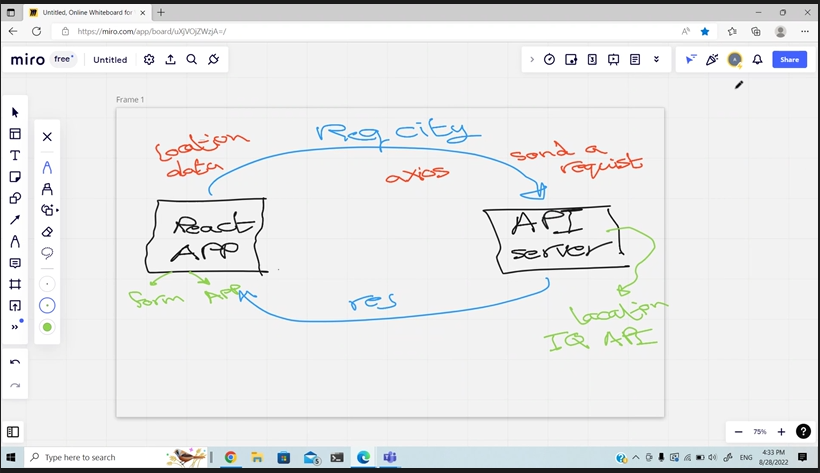 Untitled, Online Whiteboard for
https://miro.com/app/board/uXjVOjZWzjA=/
miro free Untitled
Share
Frame 1
Req city
location
data
axios
send a
requist
React
APP
API
server
form APP
res
location
IQ API
75%
Type here to search
ENG
4:33 PM
8/28/2022